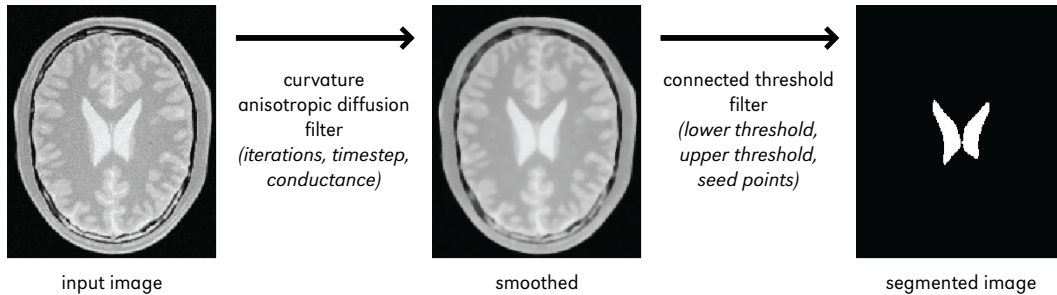 curvature
anisotropic diffusion
filter
(iterations, timestep,
conductance)
connected threshold
filter
(lower threshold,
upper threshold,
seed points)
input image
smoothed
segmented image